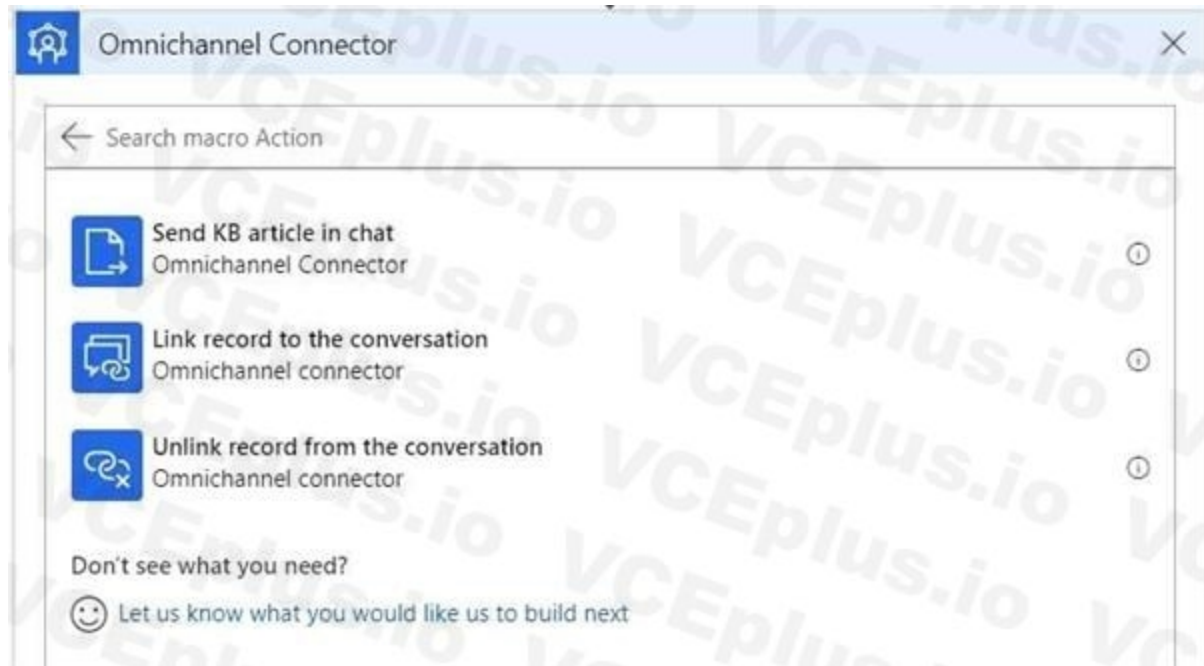 Omnichannel Connector
Search macro Action
Send KB article in chat
Omnichannel Connector
Link record to the conversation
Omnichannel connector
Unlink record from the conversation
Omnichannel connector
Don't see what you need?
Let us know what you would like us to build next
VCEplus.io